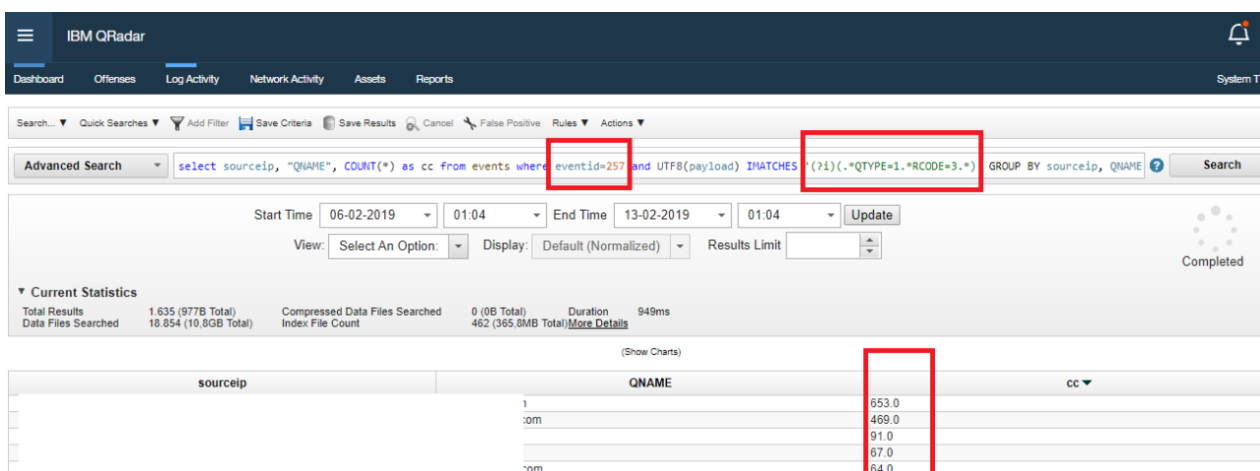 IBM QRadar
Dashboard Offenses Log Activity Network Activity Assets Reports System T
Search... ▼ Quick Searches ▼ Add Filter Save Criteria Save Results Cancel False Positive Rules ▼ Actions ▼
Advanced Search select sourceip, "QNAME", COUNT(*) as cc from events where eventid=257 and UTF8(payload) IMATCHES '(?i)(.*QTYPE=1.*RCODE=3.*) GROUP BY sourceip, QNAME Search
Start Time 06-02-2019 01:04 End Time 13-02-2019 01:04 Update
View: Select An Option: Display: Default (Normalized) Results Limit
Completed
▼ Current Statistics
Total Results 1.635 (977B Total) Compressed Data Files Searched 0 (0B Total) Duration 949ms
Data Files Searched 18.854 (10,8GB Total) Index File Count 462 (365,8MB Total) More Details
(Show Charts)
sourceip QNAME cc ▼
653.0
com 469.0
91.0
67.0
com 64.0